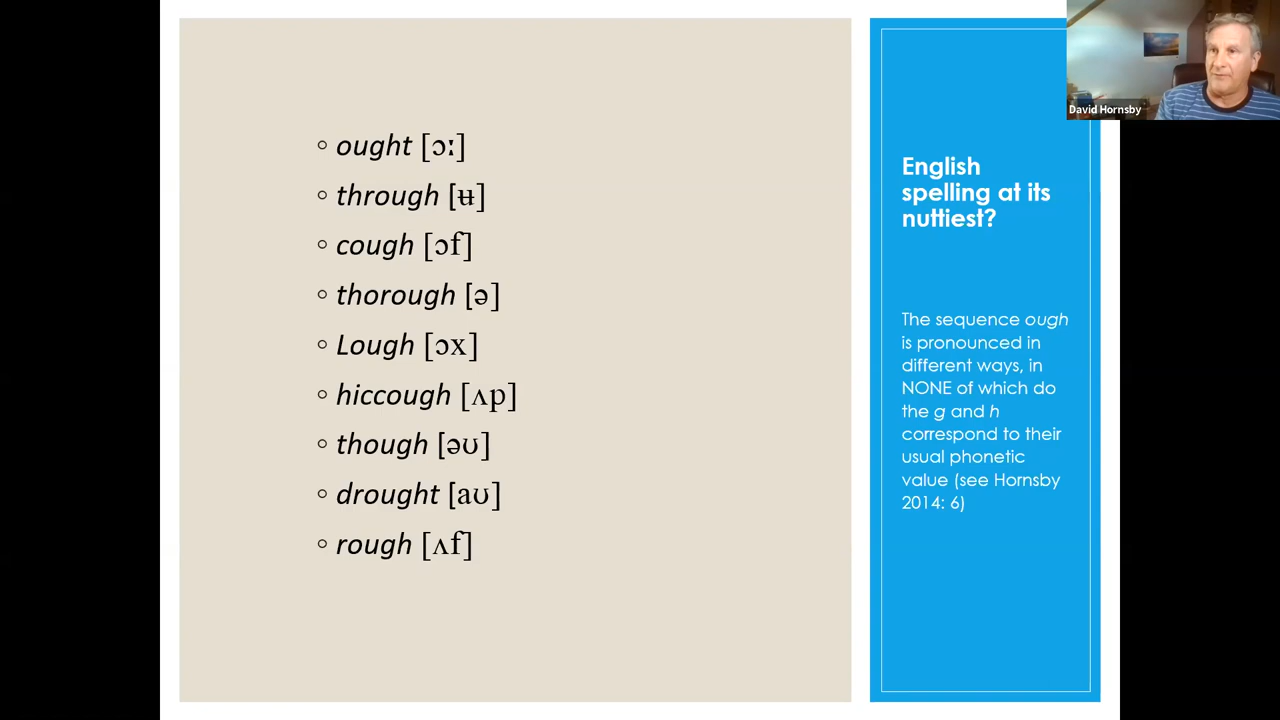 ◦ ought [ɔː]
◦ through [ʉ]
◦ cough [ɔf]
◦ thorough [ə]
◦ Lough [ɔx]
◦ hiccough [ʌp]
◦ though [əʊ]
◦ drought [aʊ]
◦ rough [ʌf]
David Hornsby
English
spelling at its
nuttiest?
The sequence ough
is pronounced in
different ways, in
NONE of which do
the g and h
correspond to their
usual phonetic
value (see Hornsby
2014: 6)